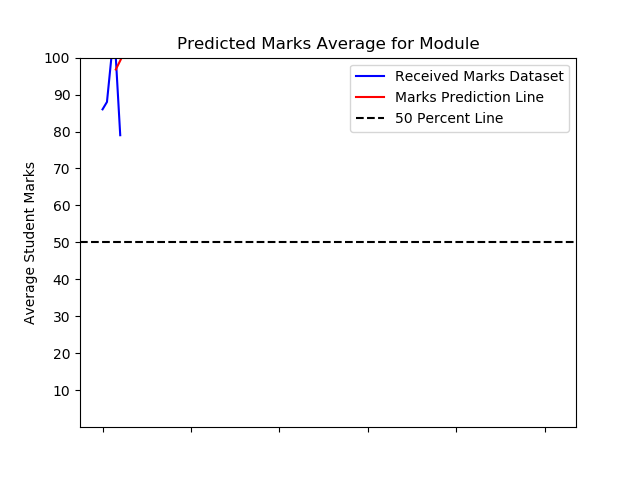 Predicted Marks Average for Module
Received Marks Dataset
Marks Prediction Line
50 Percent Line
Average Student Marks
100
90
80
70
60
50
40
30
20
10